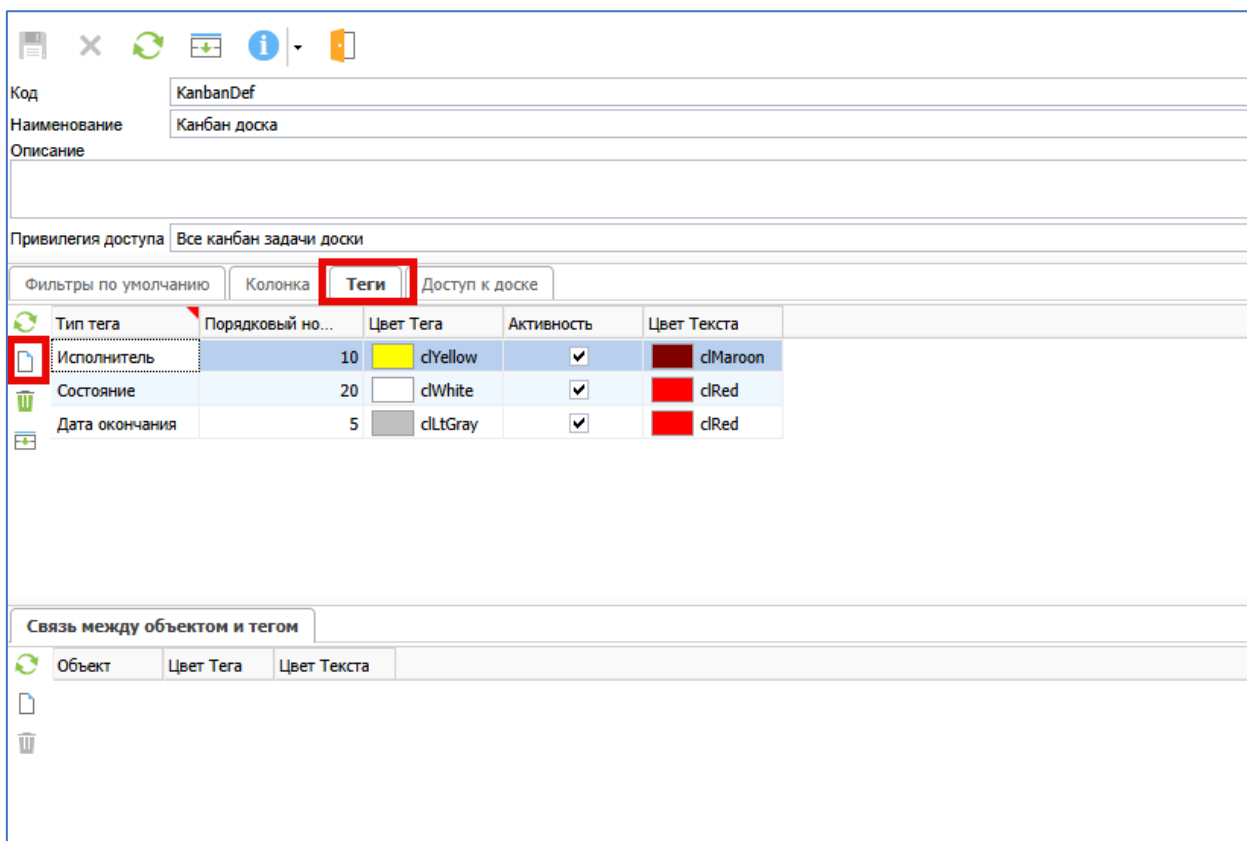 Код KanbanDef
Наименование Канбан доска
Описание
Привилегия доступа Все канбан задачи доски
Фильтры по умолчанию Колонка Теги Доступ к доске
Тип тега Порядковый но... Цвет Тега Активность Цвет Текста
Исполнитель 10 clYellow clMaroon
Состояние 20 clWhite clRed
Дата окончания 5 clLtGray clRed
Связь между объектом и тегом
Объект Цвет Тега Цвет Текста